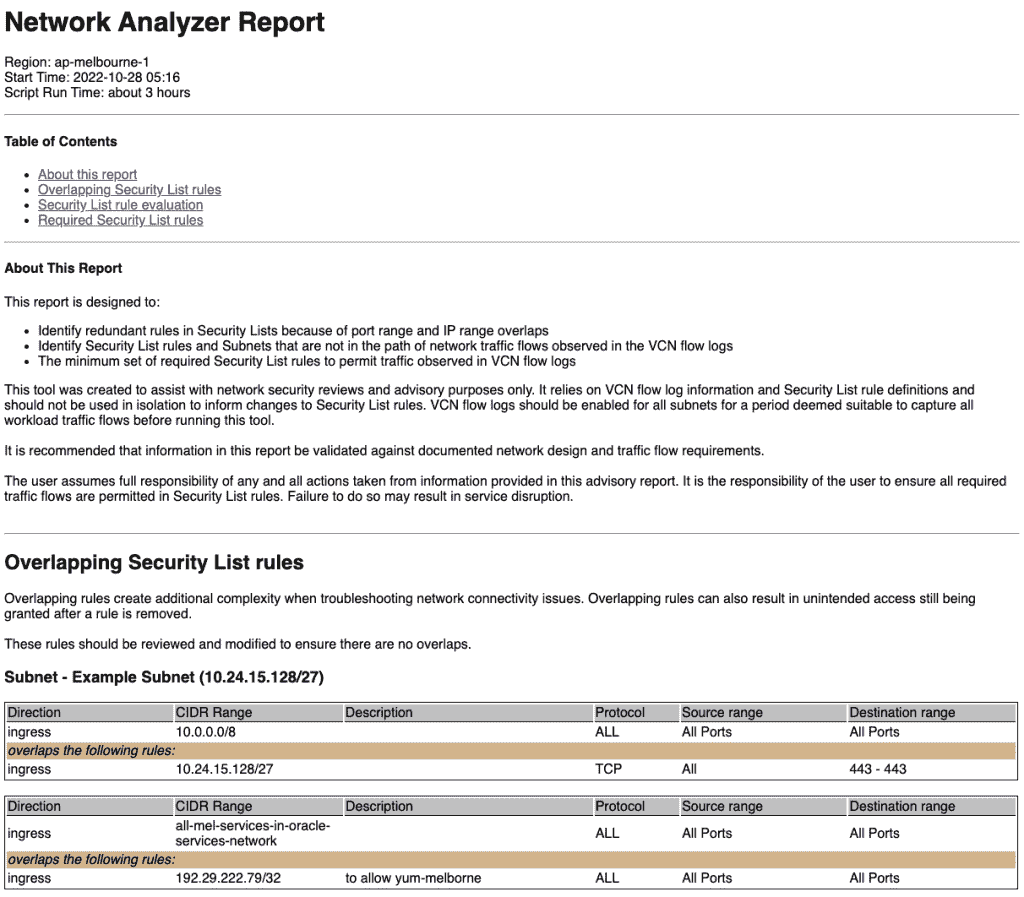 Network Analyzer Report
Region: ap-melbourne-1
Start Time: 2022-10-28 05:16
Script Run Time: about 3 hours
Table of Contents
• About this report
• Overlapping Security List rules
• Security List rule evaluation
• Required Security List rules
About This Report
This report is designed to:
• Identify redundant rules in Security Lists because of port range and IP range overlaps
• Identify Security List rules and Subnets that are not in the path of network traffic flows observed in the VCN flow logs
• The minimum set of required Security List rules to permit traffic observed in VCN flow logs
This tool was created to assist with network security reviews and advisory purposes only. It relies on VCN flow log information and Security List rule definitions and
should not be used in isolation to inform changes to Security List rules. VCN flow logs should be enabled for all subnets for a period deemed suitable to capture all
workload traffic flows before running this tool.
It is recommended that information in this report be validated against documented network design and traffic flow requirements.
The user assumes full responsibility of any and all actions taken from information provided in this advisory report. It is the responsibility of the user to ensure all required
traffic flows are permitted in Security List rules. Failure to do so may result in service disruption.
Overlapping Security List rules
Overlapping rules create additional complexity when troubleshooting network connectivity issues. Overlapping rules can also result in unintended access still being
granted after a rule is removed.
These rules should be reviewed and modified to ensure there are no overlaps.
Subnet - Example Subnet (10.24.15.128/27)
Direction CIDR Range Description Protocol Source range Destination range
ingress 10.0.0.0/8 ALL All Ports All Ports
overlaps the following rules:
ingress 10.24.15.128/27 TCP All 443 - 443
Direction CIDR Range Description Protocol Source range Destination range
ingress all-mel-services-in-oracle-
services-network ALL All Ports All Ports
overlaps the following rules:
ingress 192.29.222.79/32 to allow yum-melborne ALL All Ports All Ports